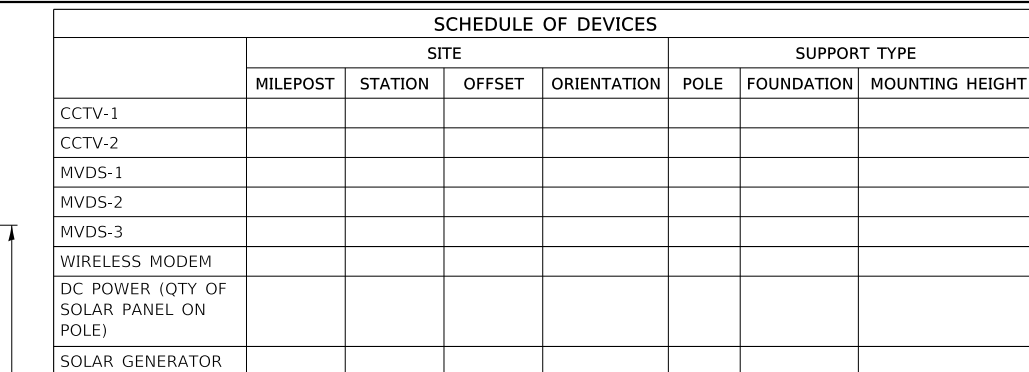 SCHEDULE OF DEVICES
SITE
SUPPORT TYPE
MILEPOST STATION OFFSET ORIENTATION POLE FOUNDATION MOUNTING HEIGHT
CCTV-1
CCTV-2
MVDS-1
MVDS-2
MVDS-3
WIRELESS MODEM
DC POWER (QTY OF
SOLAR PANEL ON
POLE)
SOLAR GENERATOR